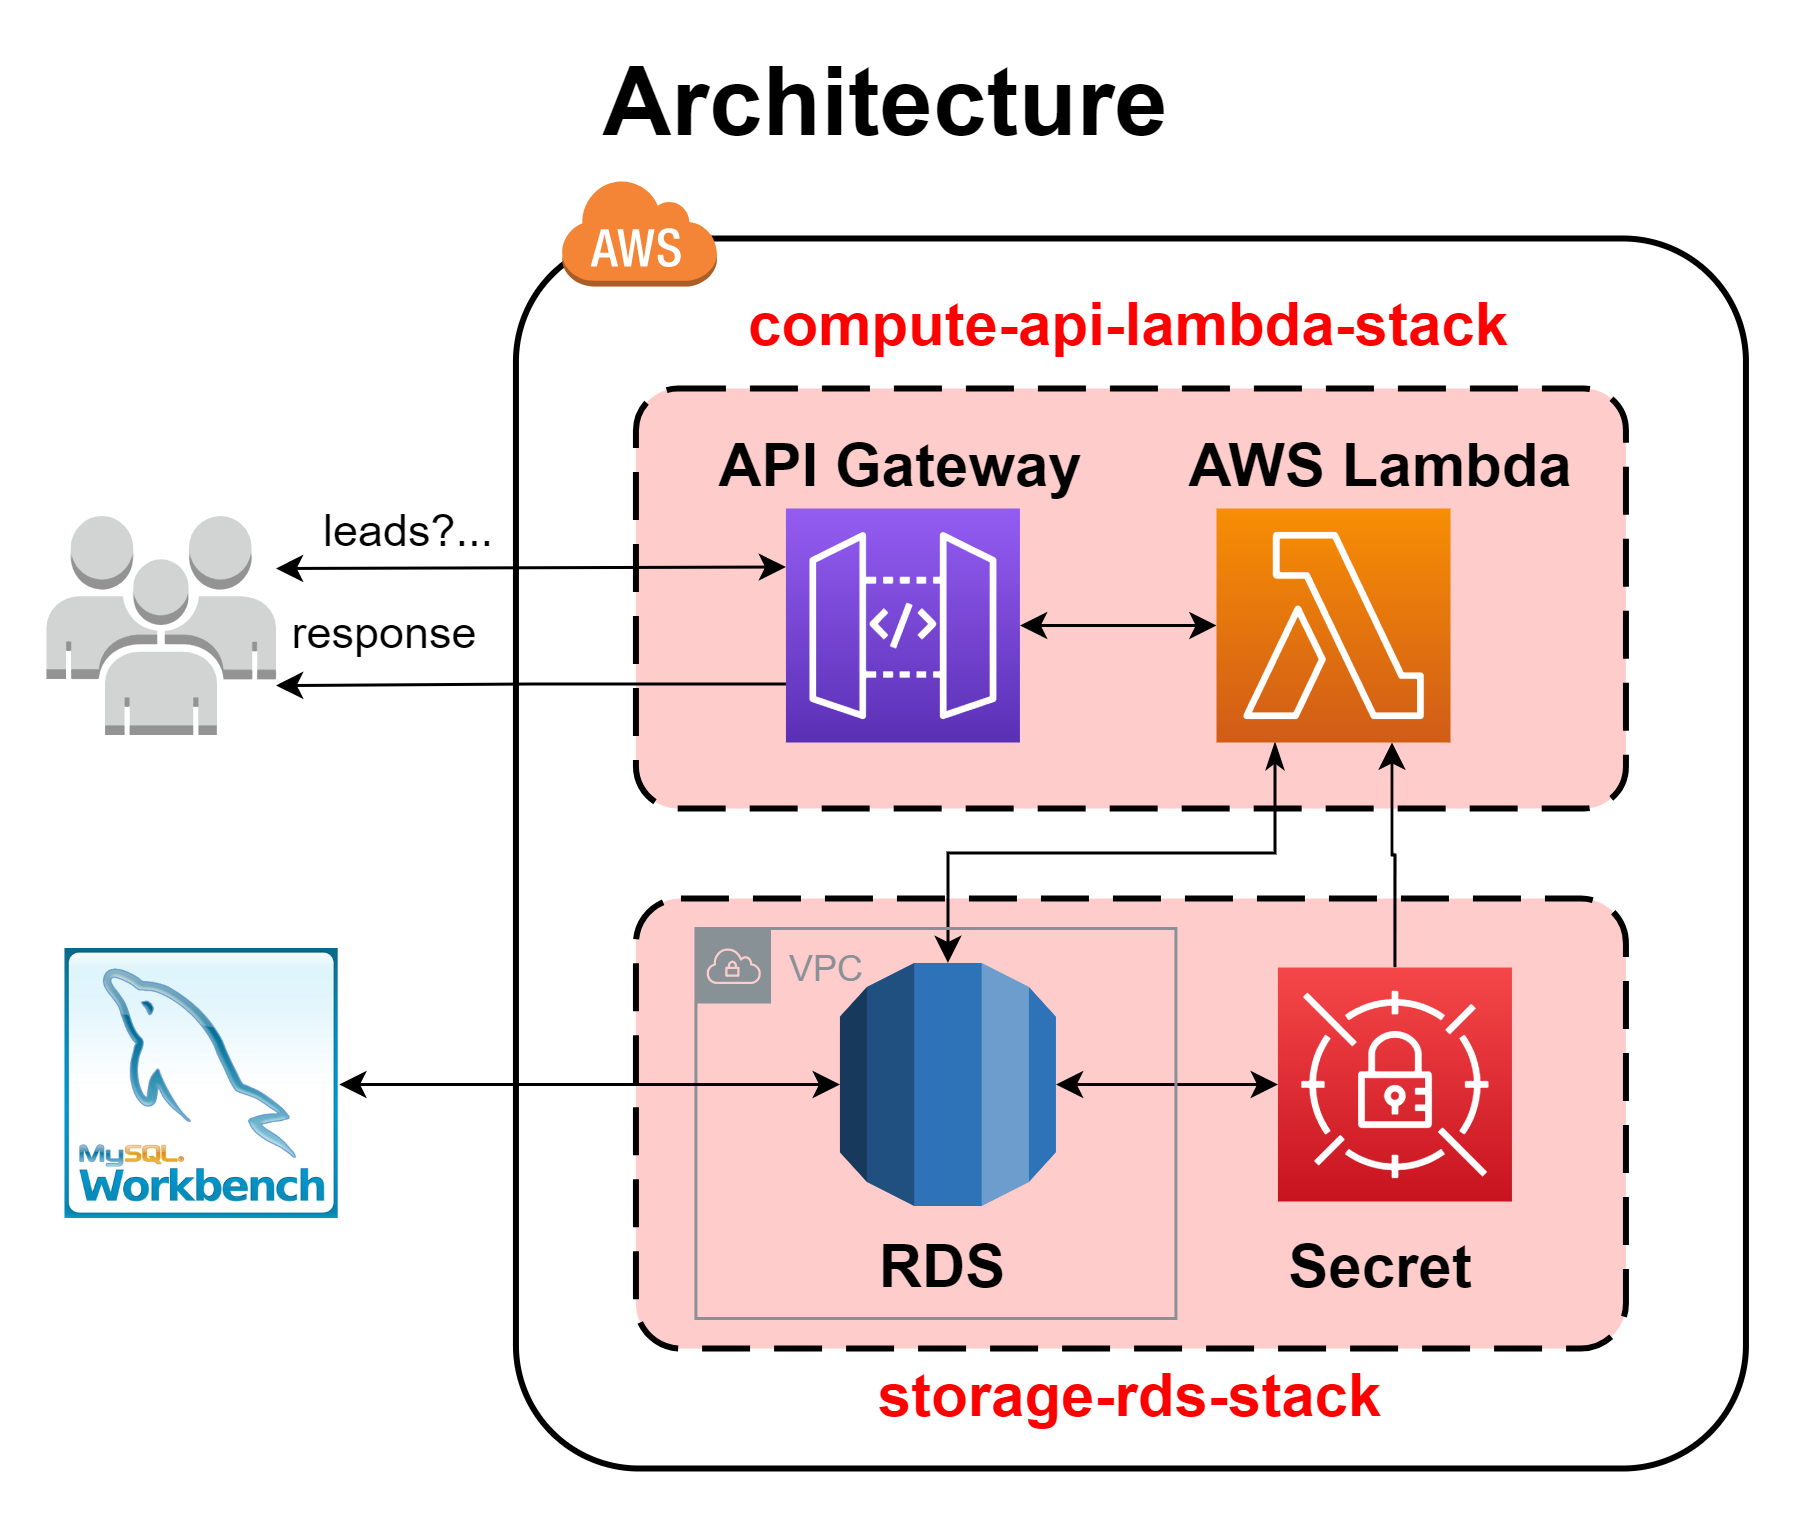 Architecture
AWS
compute-api-lambda-stack
API Gateway
AWS Lambda
leads?...
response
</>
VPC
MySQL.
Workbench
RDS
Secret
storage-rds-stack